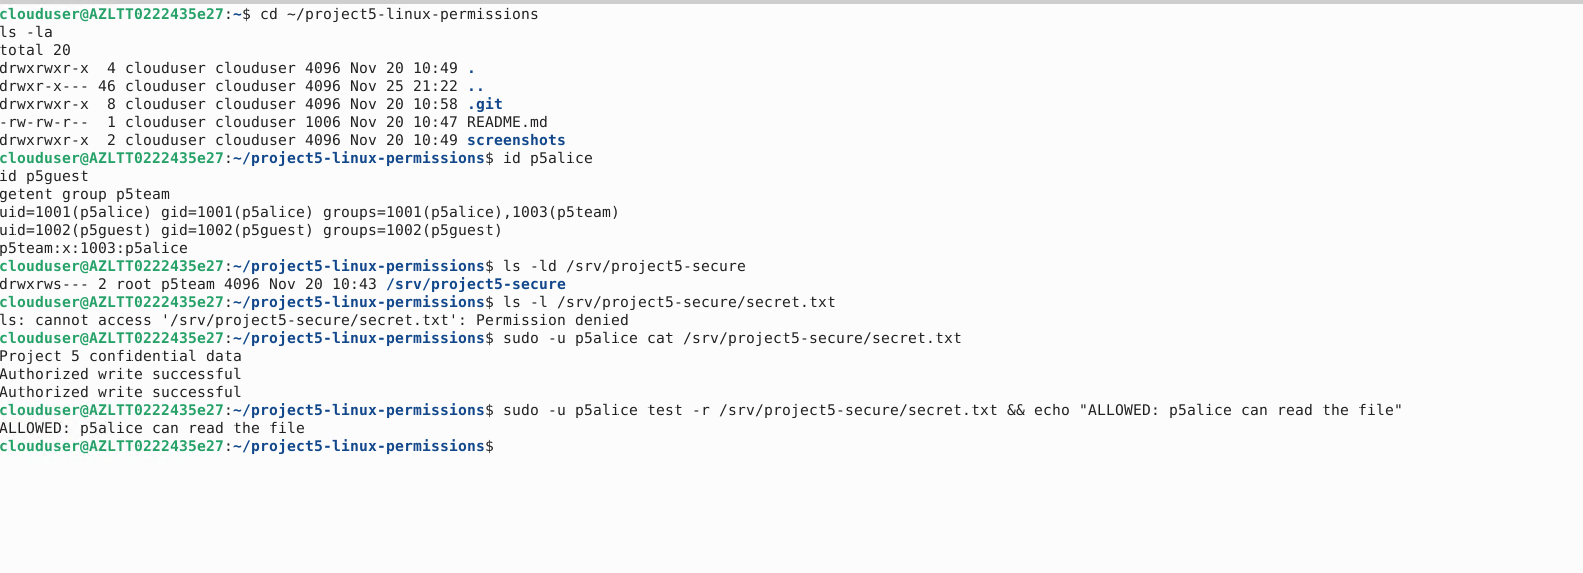 clouduser@AZLTT0222435e27:~$ cd ~/project5-linux-permissions
ls -la
total 20
drwxrwxr-x  4 clouduser clouduser 4096 Nov 20 10:49 .
drwxr-x--- 46 clouduser clouduser 4096 Nov 25 21:22 ..
drwxrwxr-x  8 clouduser clouduser 4096 Nov 20 10:58 .git
-rw-rw-r--  1 clouduser clouduser 1006 Nov 20 10:47 README.md
drwxrwxr-x  2 clouduser clouduser 4096 Nov 20 10:49 screenshots
clouduser@AZLTT0222435e27:~/project5-linux-permissions$ id p5alice
id p5guest
getent group p5team
uid=1001(p5alice) gid=1001(p5alice) groups=1001(p5alice),1003(p5team)
uid=1002(p5guest) gid=1002(p5guest) groups=1002(p5guest)
p5team:x:1003:p5alice
clouduser@AZLTT0222435e27:~/project5-linux-permissions$ ls -ld /srv/project5-secure
drwxrws--- 2 root p5team 4096 Nov 20 10:43 /srv/project5-secure
clouduser@AZLTT0222435e27:~/project5-linux-permissions$ ls -l /srv/project5-secure/secret.txt
ls: cannot access '/srv/project5-secure/secret.txt': Permission denied
clouduser@AZLTT0222435e27:~/project5-linux-permissions$ sudo -u p5alice cat /srv/project5-secure/secret.txt
Project 5 confidential data
Authorized write successful
Authorized write successful
clouduser@AZLTT0222435e27:~/project5-linux-permissions$ sudo -u p5alice test -r /srv/project5-secure/secret.txt && echo "ALLOWED: p5alice can read the file"
ALLOWED: p5alice can read the file
clouduser@AZLTT0222435e27:~/project5-linux-permissions$